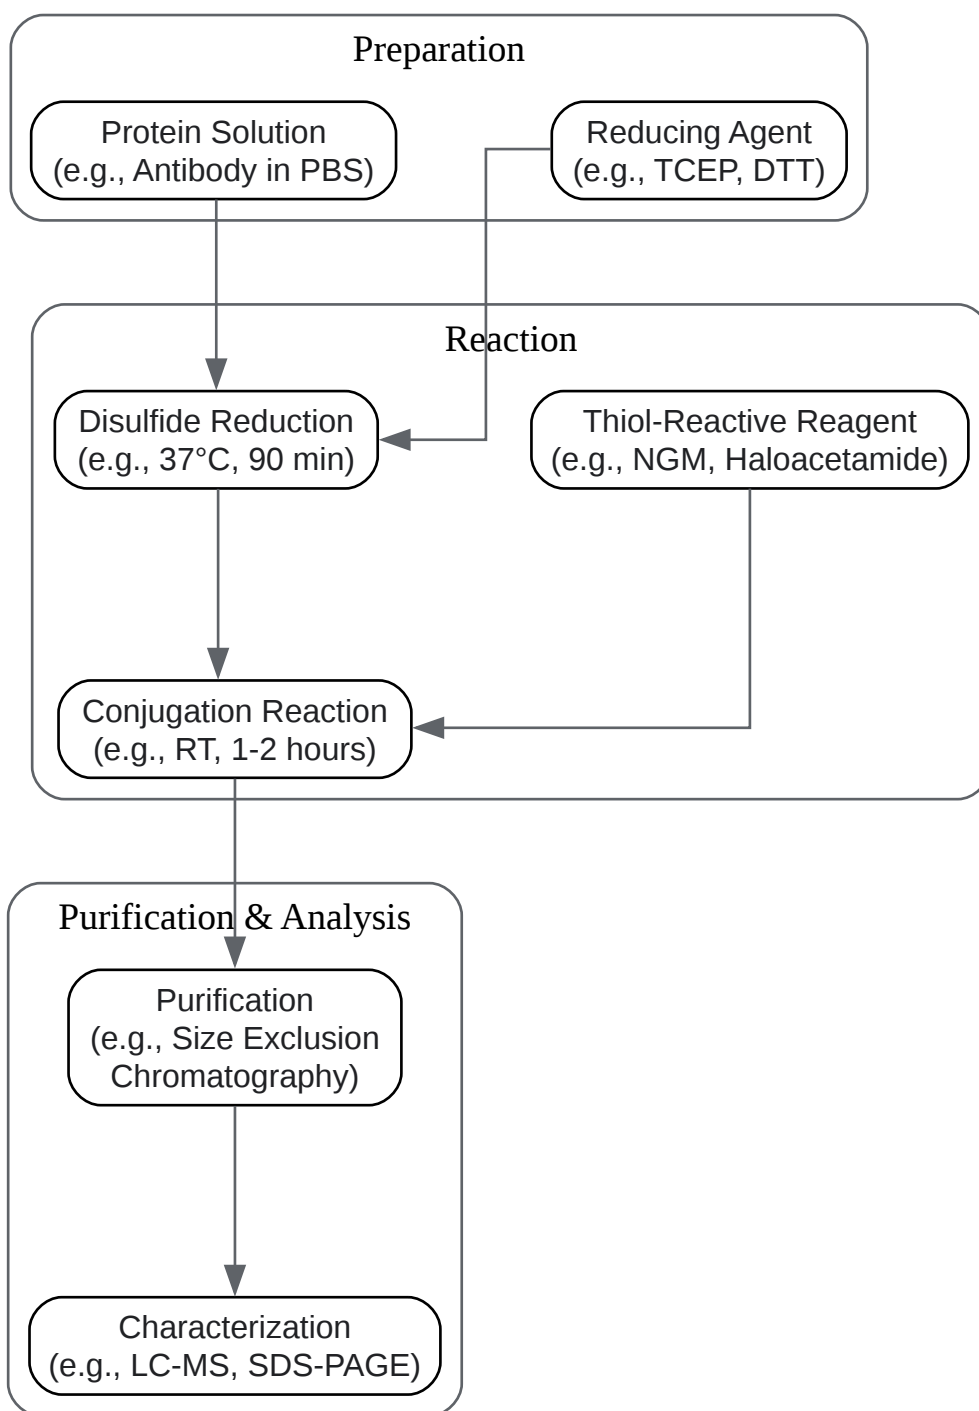 Preparation
Protein Solution
(e.g., Antibody in PBS)
Reducing Agent
(e.g., TCEP, DTT)
Reaction
Disulfide Reduction
(e.g., 37°C, 90 min)
Thiol-Reactive Reagent
(e.g., NGM, Haloacetamide)
Conjugation Reaction
(e.g., RT, 1-2 hours)
Purification & Analysis
Purification
(e.g., Size Exclusion
Chromatography)
Characterization
(e.g., LC-MS, SDS-PAGE)